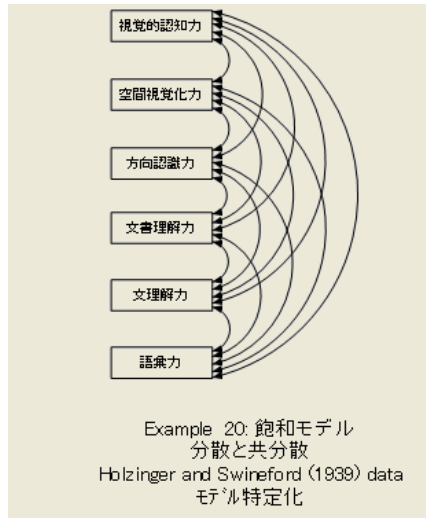 視覚的認知力
空間視覚化力
方向認識力
文書理解力
文理解力
語彙力
Example 20: 飽和モデル
分散と共分散
Holzinger and Swineford (1939) data
モデル特定化